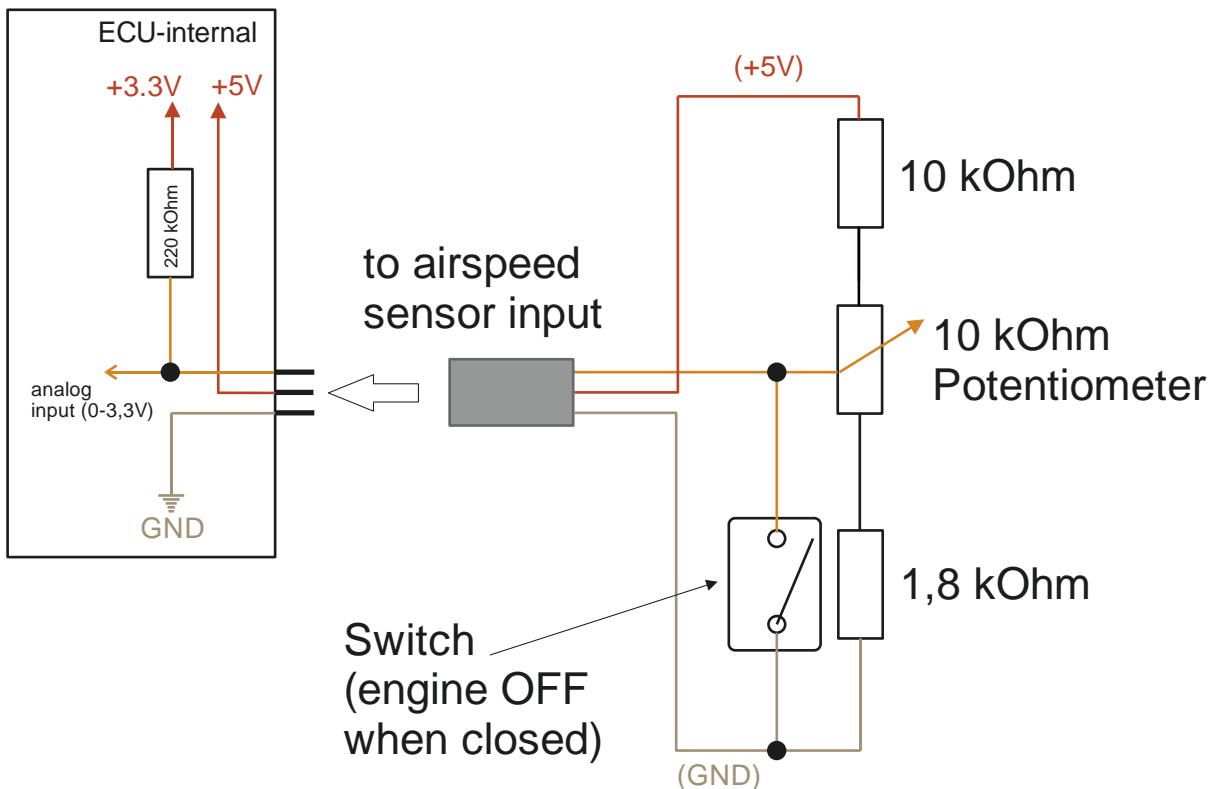 ECU-internal
+3.3V
+5V
220 kOhm
analog
input (0-3,3V)
GND
to airspeed
sensor input
(+5V)
10 kOhm
10 kOhm
Potentiometer
1,8 kOhm
Switch
(engine OFF
when closed)
(GND)